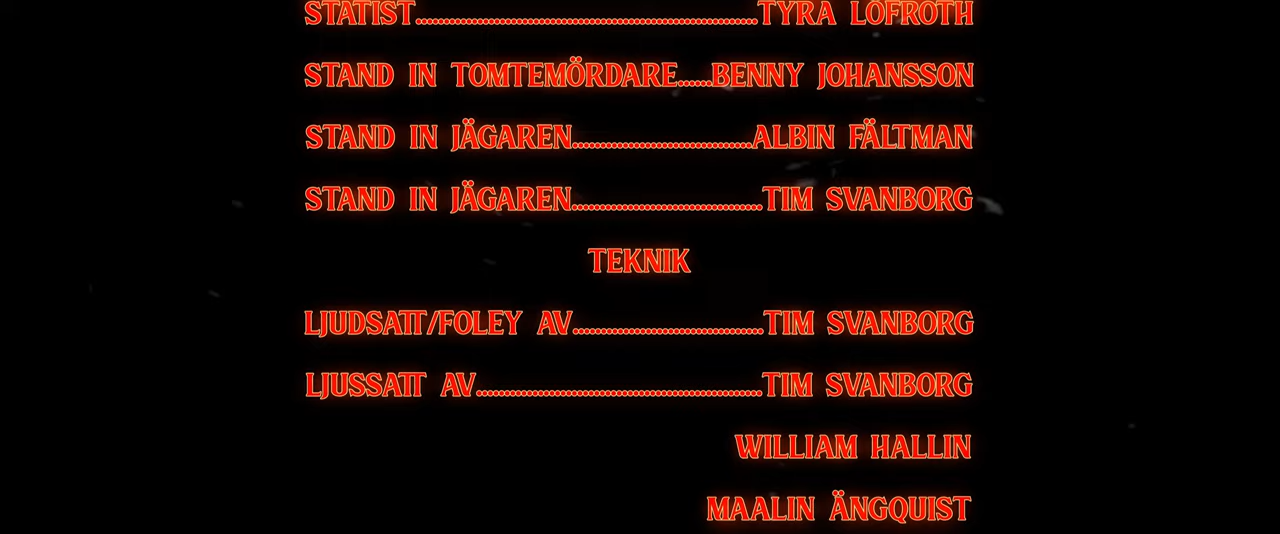 STATIST..........................................................TYRA LÖFROTH
STAND IN TOMTEMÖRDARE......BENNY JOHANSSON
STAND IN JÄGAREN................................ALBIN FÄLTMAN
STAND IN JÄGAREN..................................TIM SVANBORG
TEKNIK
LJUDSATT/FOLEY AV..................................TIM SVANBORG
LJUSSATT AV..................................................TIM SVANBORG
WILLIAM HALLIN
MAALIN ÄNGQUIST